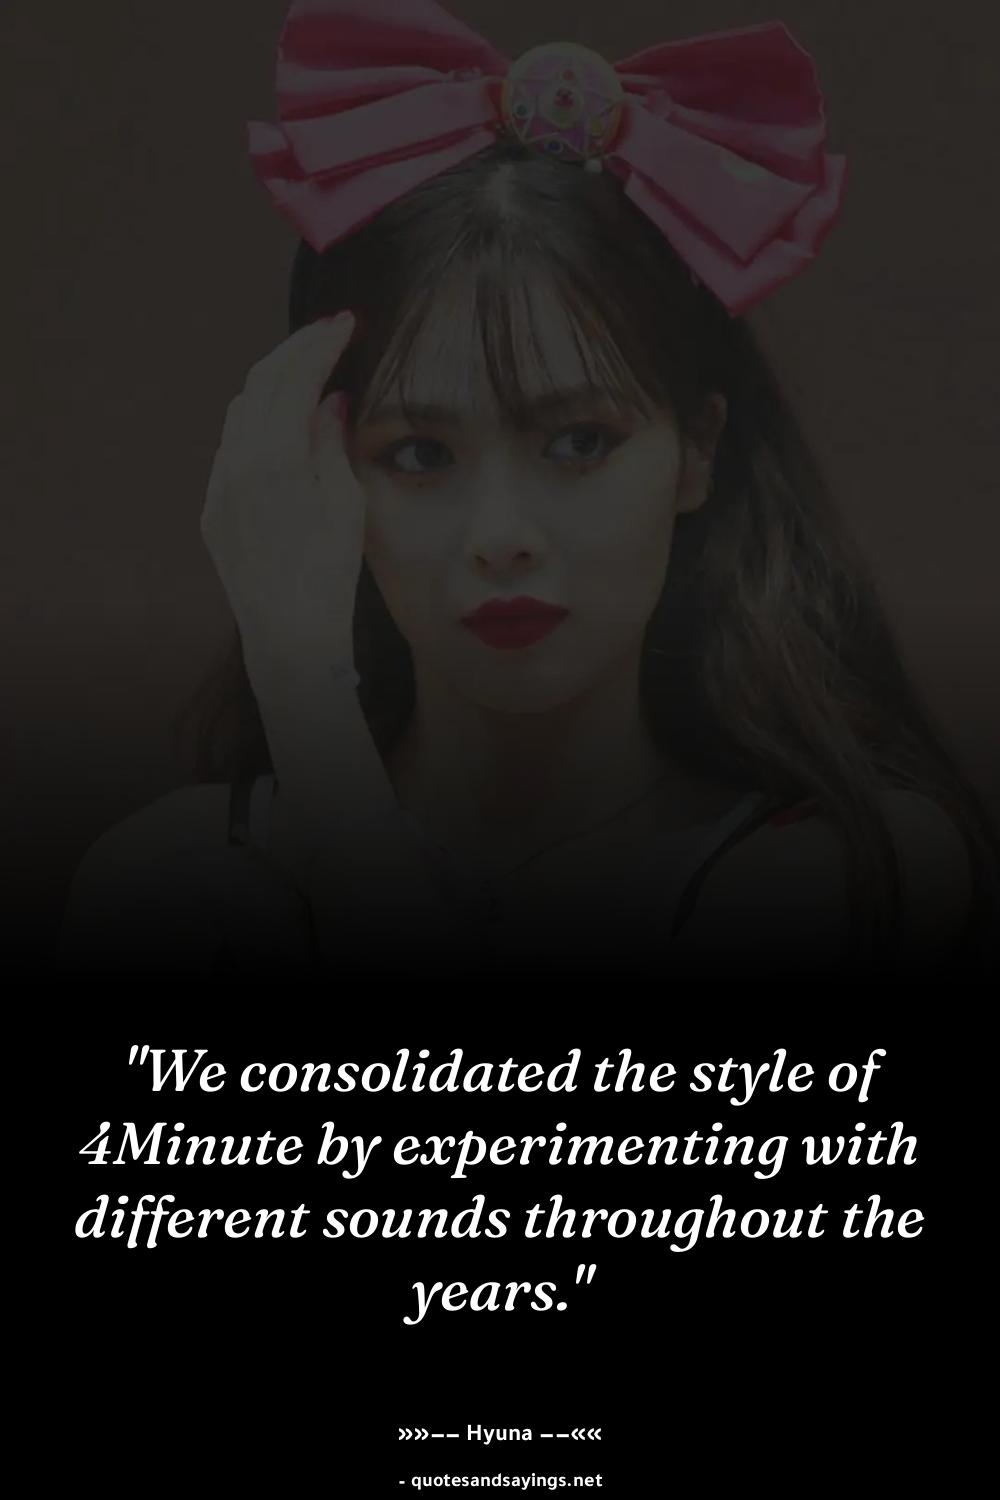 "We consolidated the style of
4Minute by experimenting with
different sounds throughout the
years."
»»–– Hyuna ––««
- quotesandsayings.net